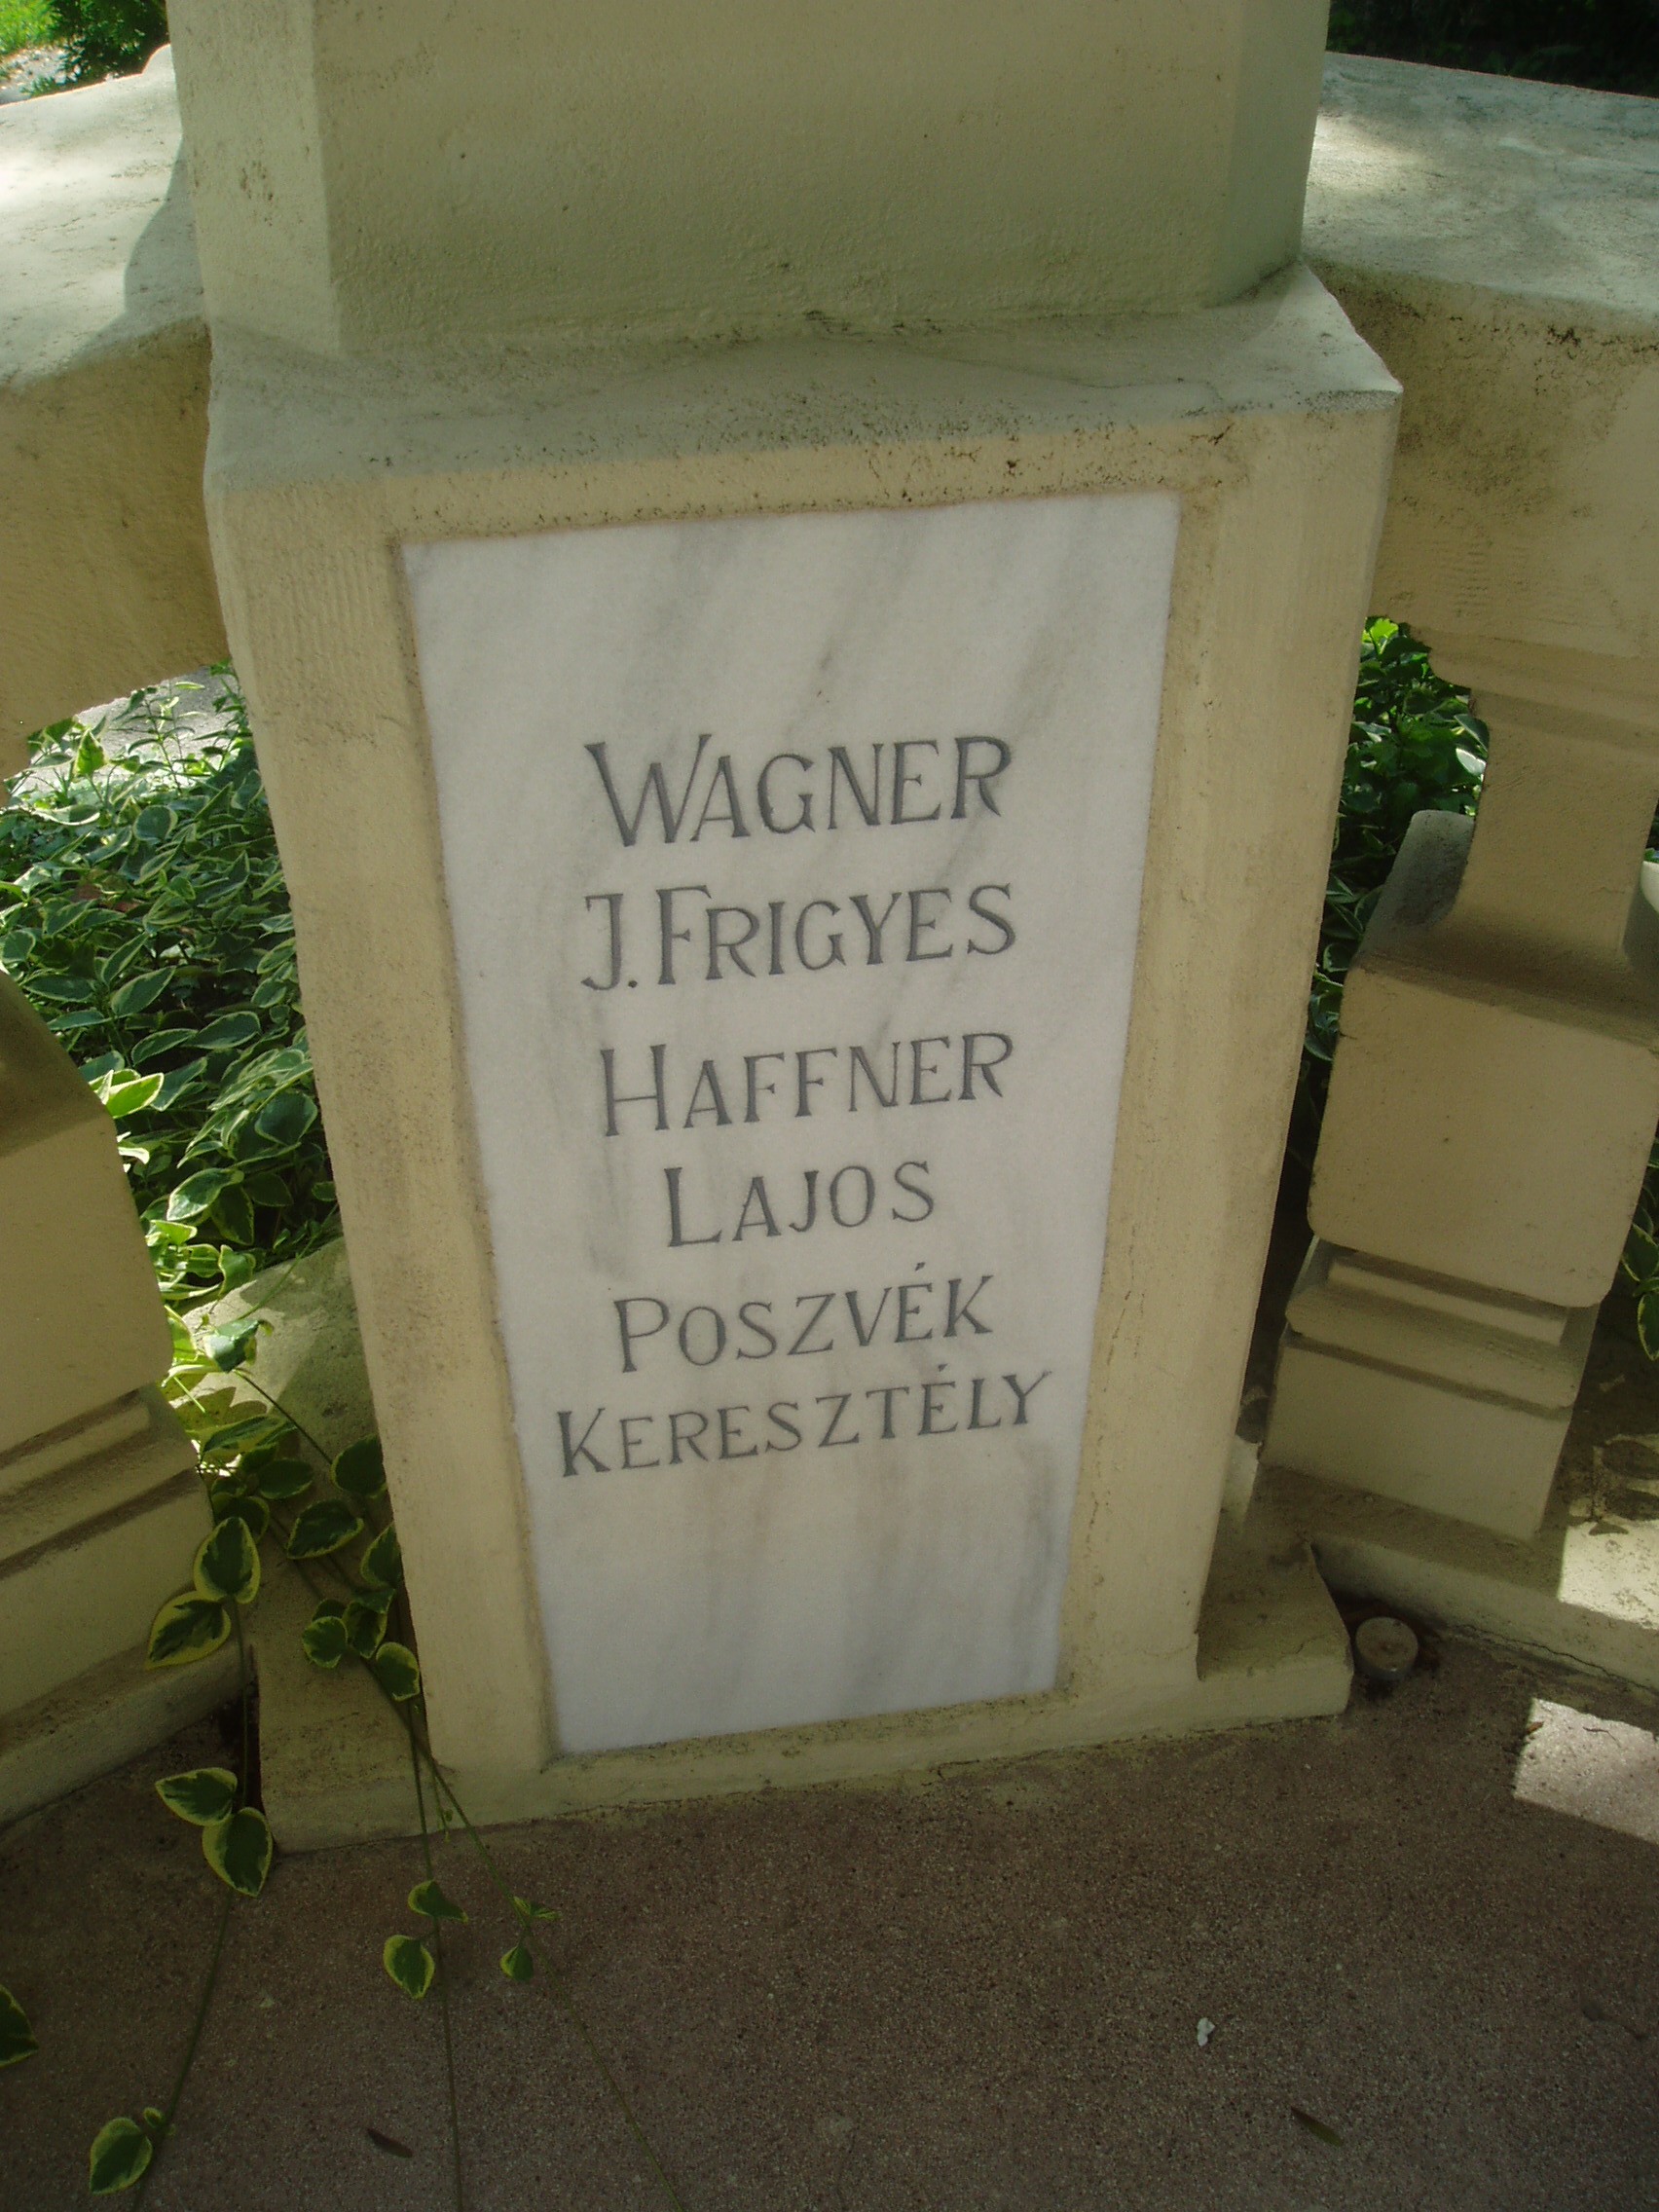 WAGNER
J. FRIGYES
HAFFNER
LAJOS
POSZVÉK
KERESZTÉLY